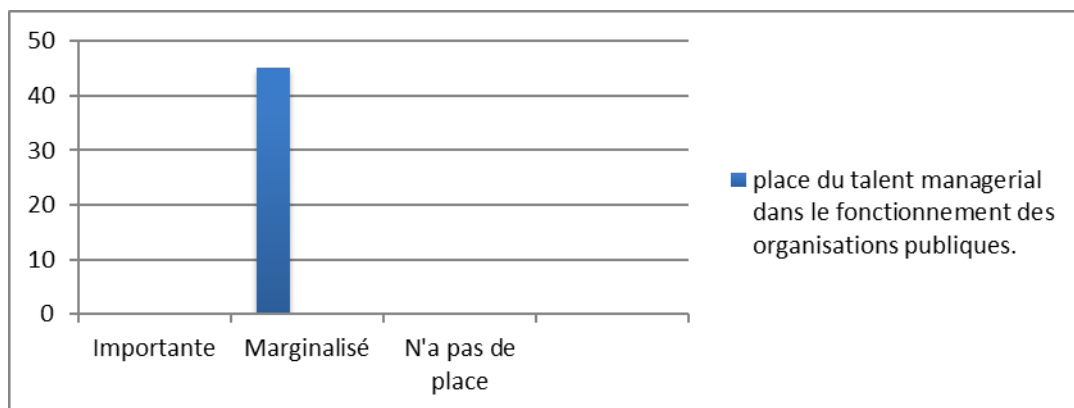 50
40
30
20
10
0
Importante
Marginalisé
N'a pas de
place
place du talent managerial
dans le fonctionnement des
organisations publiques.